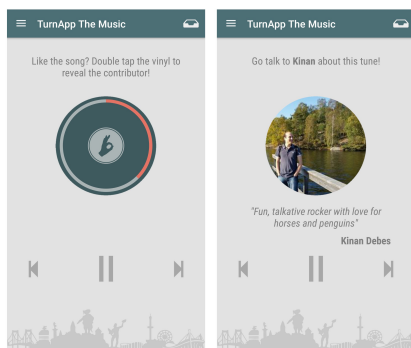 TurnApp The Music
Like the song? Double tap the vinyl to
reveal the contributor!
TurnApp The Music
Go talk to Kinan about this tune!
"Fun, talkative rocker with love for
horses and penguins"
Kinan Debes